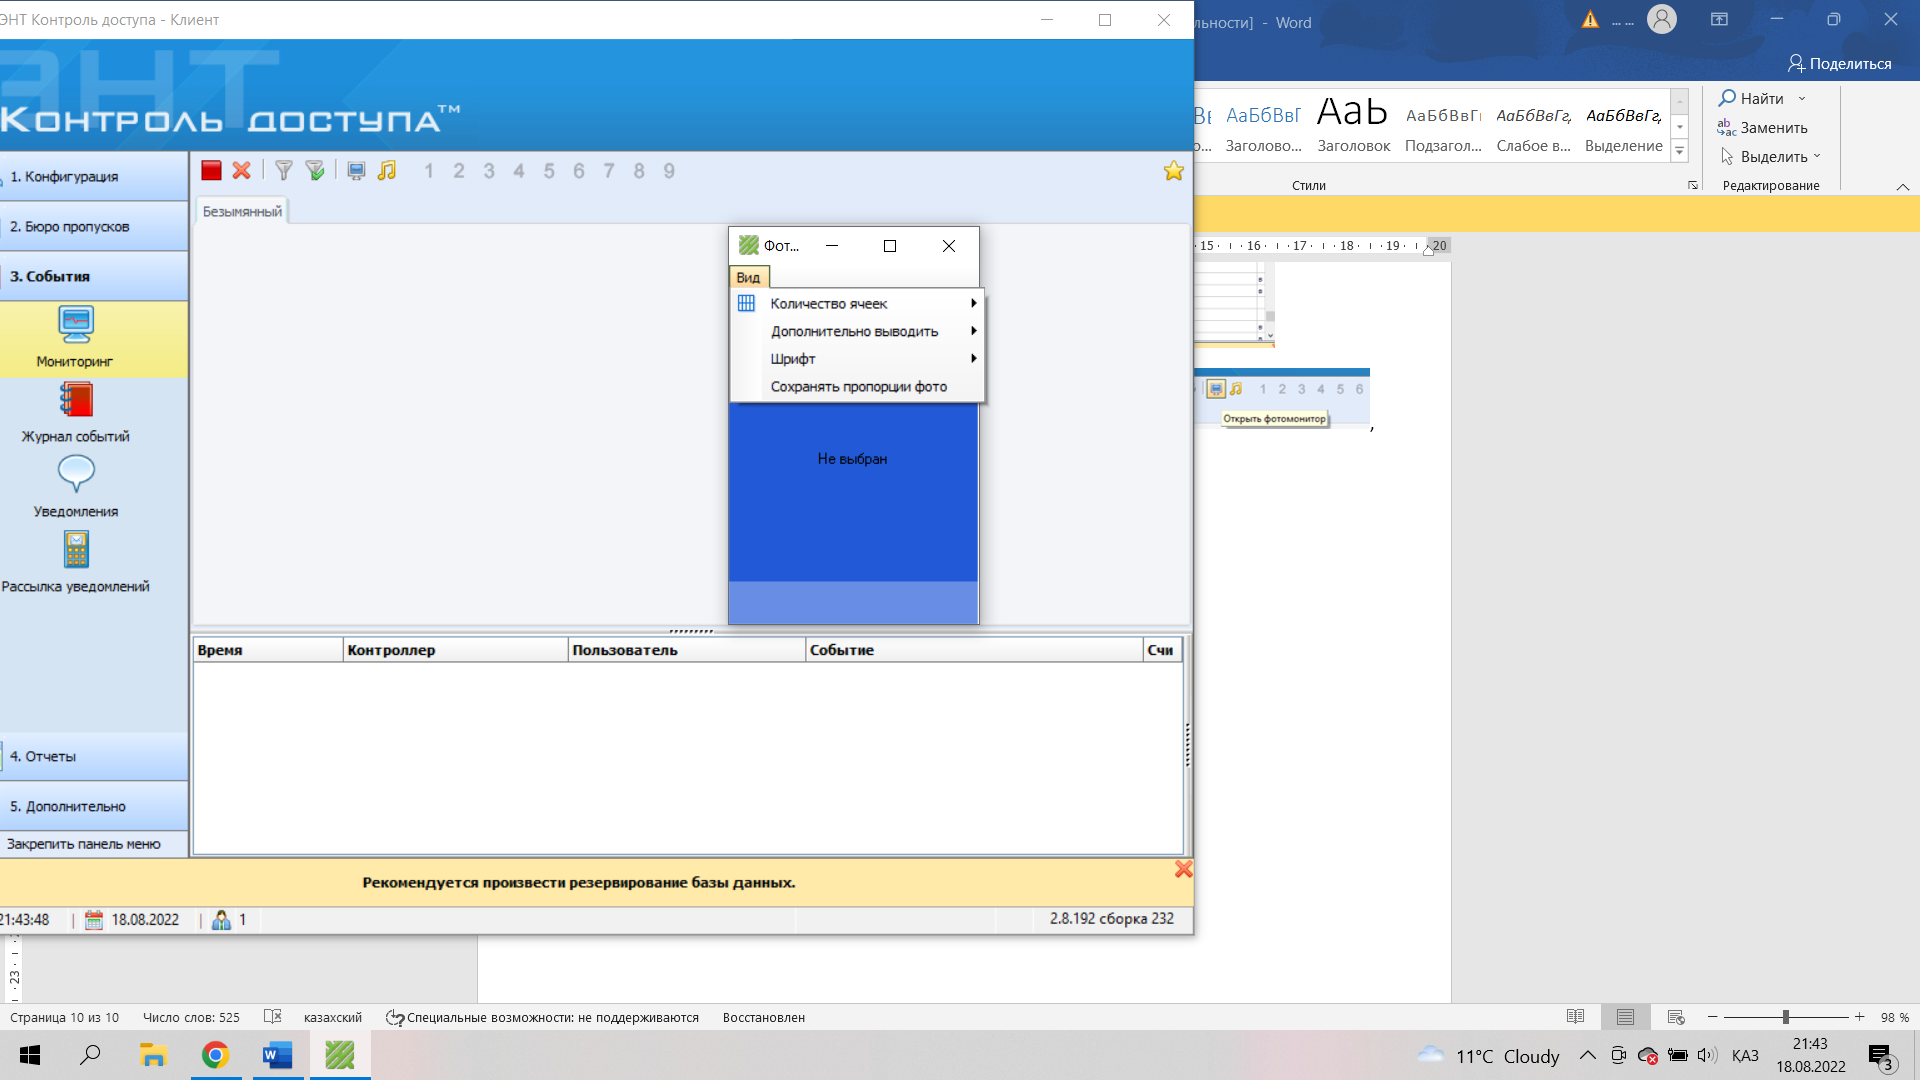 ЭНТ Контроль доступа - Клиент
ЭНТ
Контроль доступа™
1. Конфигурация
2. Бюро пропусков
3. События
Мониторинг
Журнал событий
Уведомления
Рассылка уведомлений
4. Отчеты
5. Дополнительно
Закрепить панель меню
1 2 3 4 5 6 7 8 9
Безымянный
Фот...
Вид
Количество ячеек
Дополнительно выводить
Шрифт
Сохранять пропорции фото
Не выбран
Время Контроллер Пользователь Событие Счи
Рекомендуется произвести резервирование базы данных.
21:43:48 | 18.08.2022 | 1 2.8.192 сборка 232
льности] - Word
... ...
Поделиться
АаБбВвГ АаБбВвГг АаБбВвГг, АаБбВвГг,
Заголово... Заголовок Подзагол... Слабое в... Выделение
Стили
Найти
Заменить
Выделить
Редактирование
15 16 17 18 19 20
1 2 3 4 5 6
Открыть фотомонитор
,
23
Страница 10 из 10 Число слов: 525 казахский Специальные возможности: не поддерживаются Восстановлен 98 %
11°C Cloudy ҚАЗ 21:43
18.08.2022
3